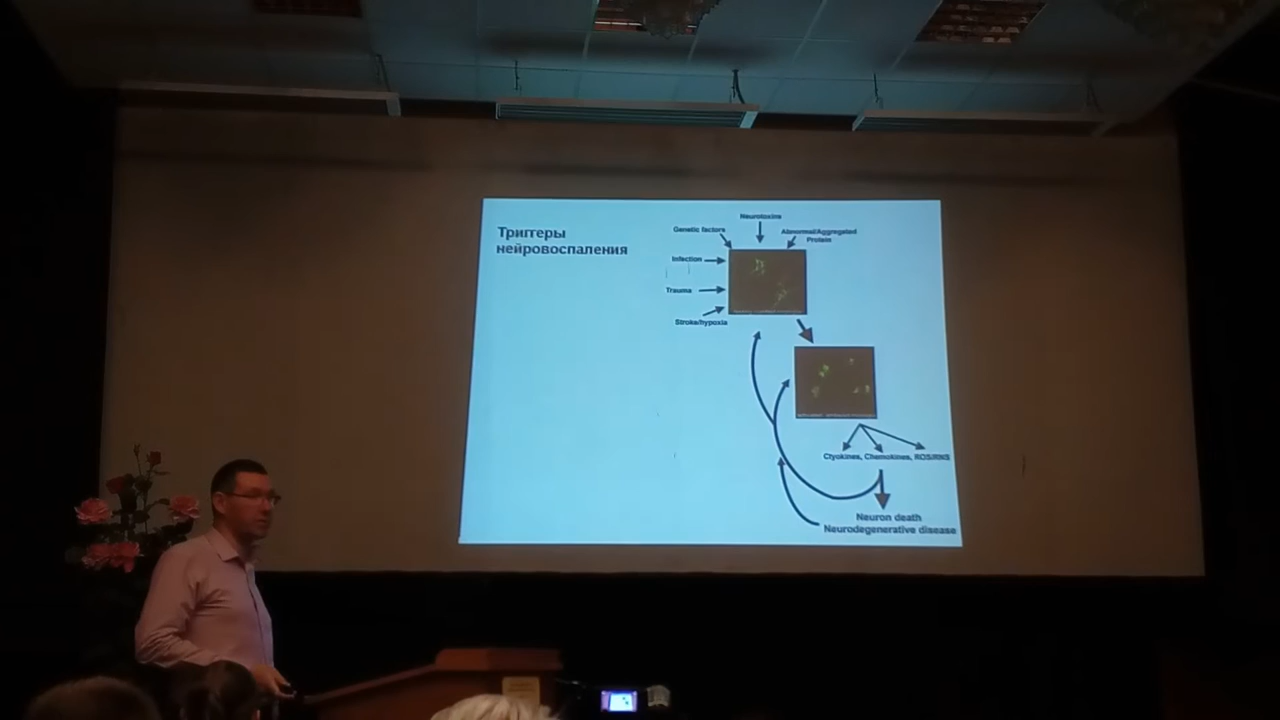 Триггеры
нейровоспаления
Neurotoxins
Genetic factors
Abnormal/Aggregated
Protein
Infection
Trauma
Stroke/hypoxia
Ctyokines, Chemokines, ROS/RNS
Neuron death
Neurodegenerative disease